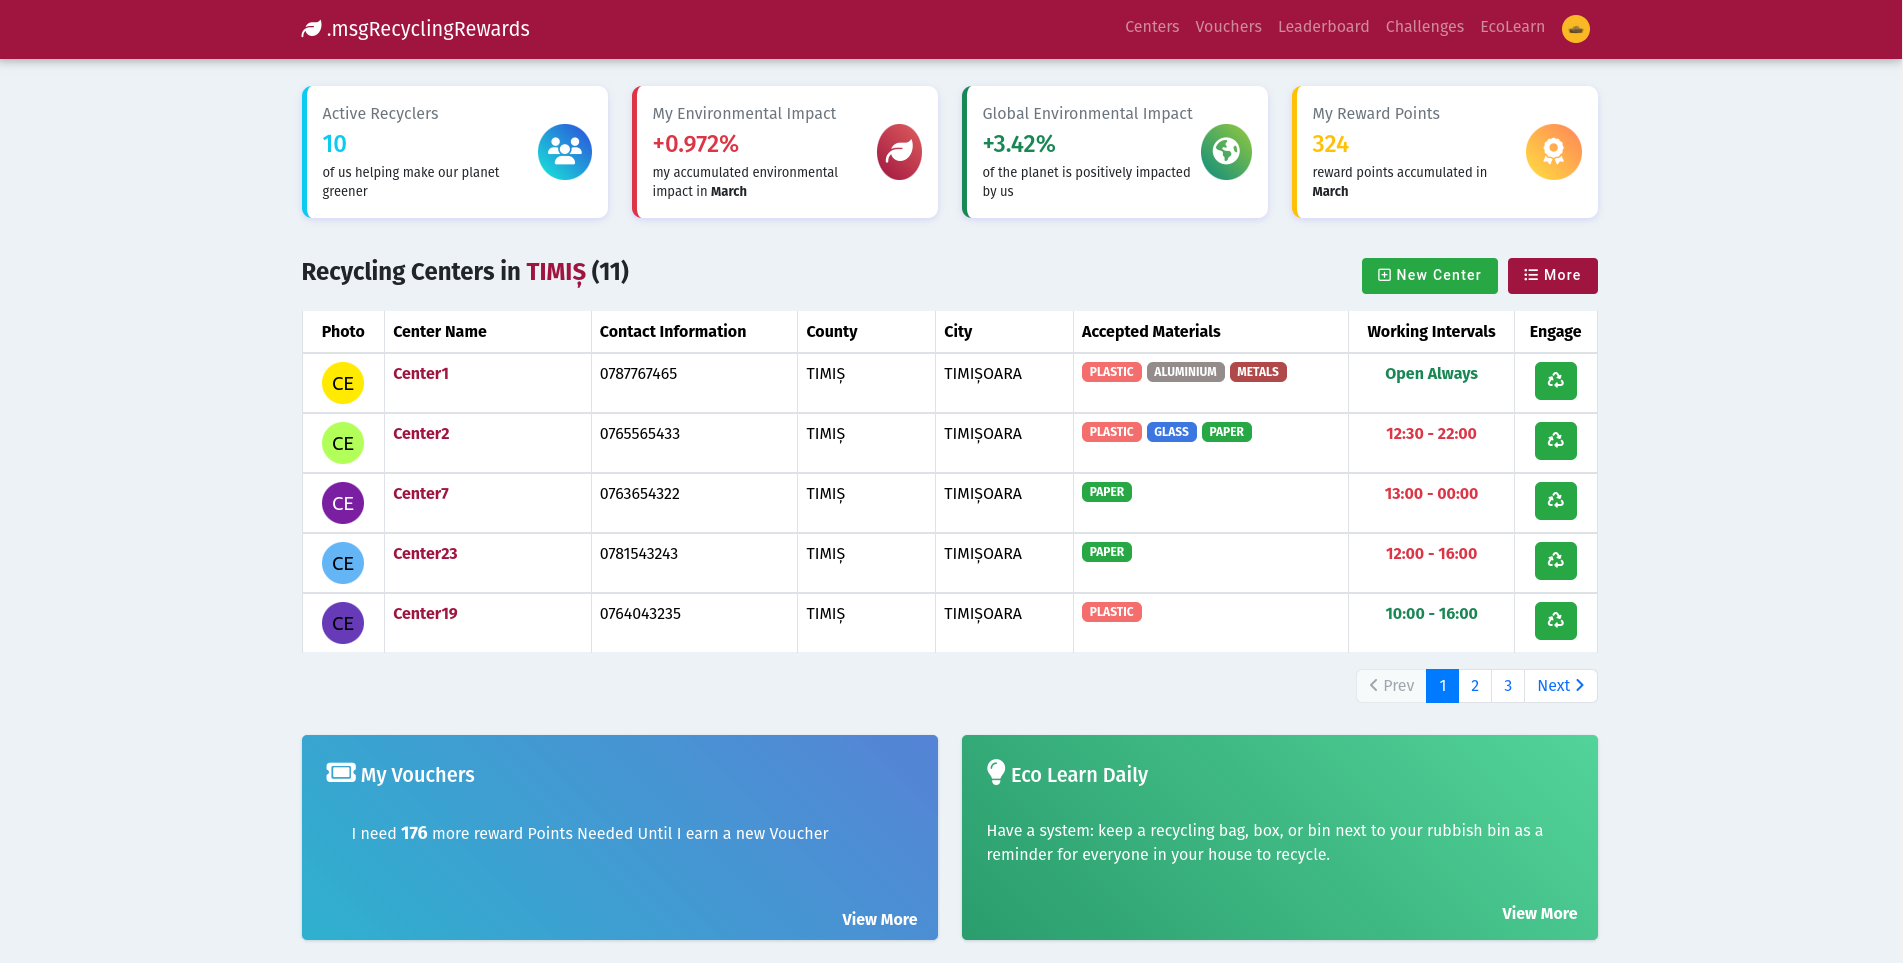 .msgRecyclingRewards
Centers Vouchers Leaderboard Challenges EcoLearn
Active Recyclers
10
of us helping make our planet
greener
My Environmental Impact
+0.972%
my accumulated environmental
impact in March
Global Environmental Impact
+3.42%
of the planet is positively impacted
by us
My Reward Points
324
reward points accumulated in
March
Recycling Centers in TIMIȘ (11)
New Center More
Photo Center Name Contact Information County City Accepted Materials Working Intervals Engage
CE Center1 0787767465 TIMIȘ TIMIȘOARA PLASTIC ALUMINIUM METALS Open Always
CE Center2 0765565433 TIMIȘ TIMIȘOARA PLASTIC GLASS PAPER 12:30 - 22:00
CE Center7 0763654322 TIMIȘ TIMIȘOARA PAPER 13:00 - 00:00
CE Center23 0781543243 TIMIȘ TIMIȘOARA PAPER 12:00 - 16:00
CE Center19 0764043235 TIMIȘ TIMIȘOARA PLASTIC 10:00 - 16:00
Prev 1 2 3 Next
My Vouchers
I need 176 more reward Points Needed Until I earn a new Voucher
View More
Eco Learn Daily
Have a system: keep a recycling bag, box, or bin next to your rubbish bin as a
reminder for everyone in your house to recycle.
View More